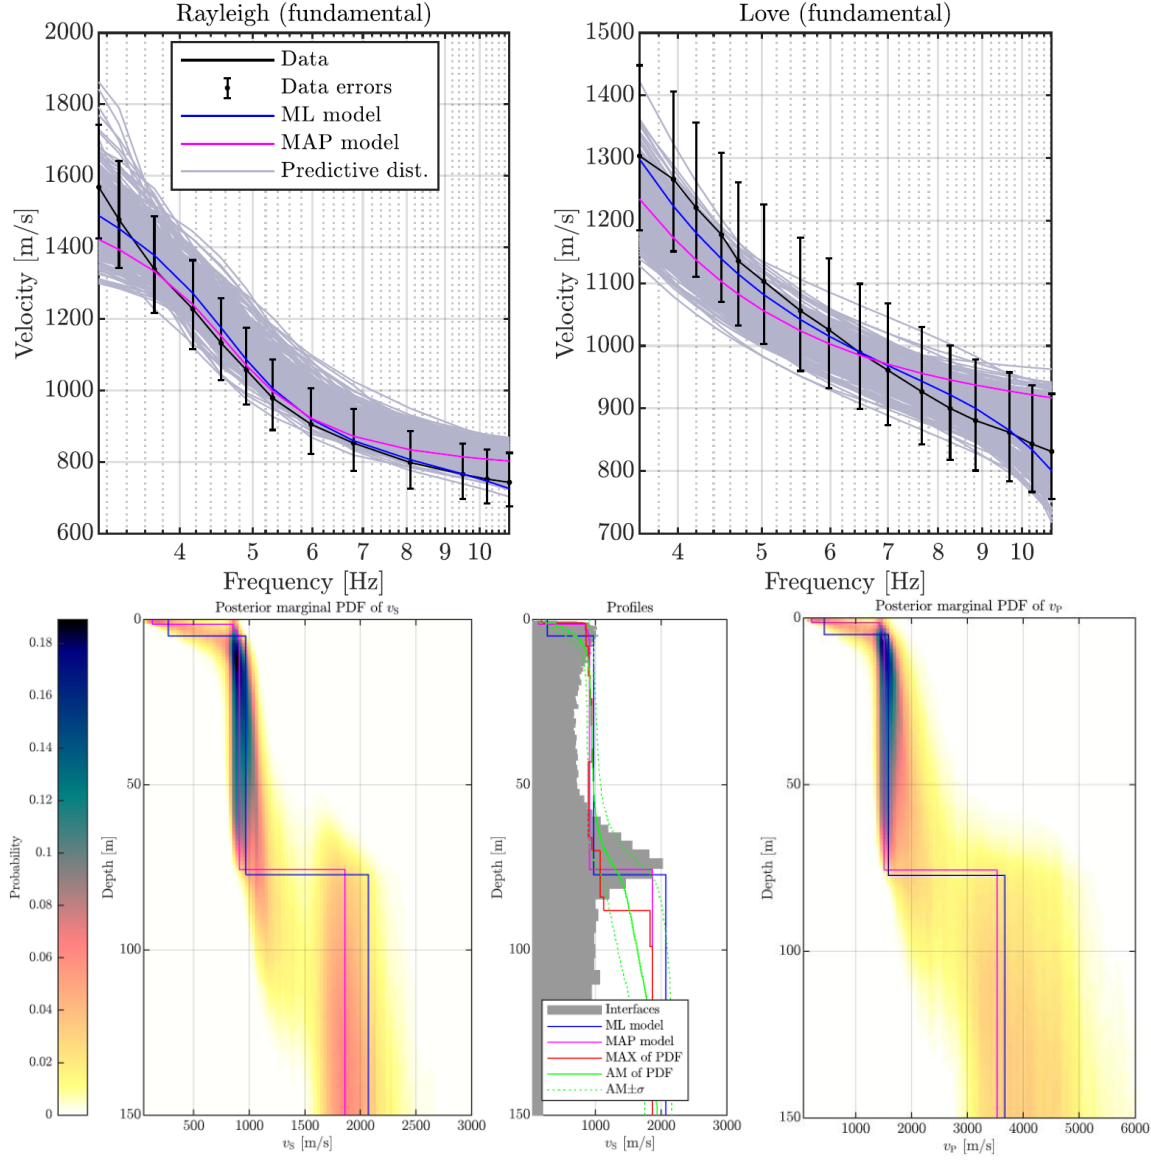 Rayleigh (fundamental)
2000
1800
1600
1400
1200
1000
800
600
Velocity [m/s]
Data
Data errors
ML model
MAP model
Predictive dist.
4 5 6 7 8 9 10
Frequency [Hz]
Love (fundamental)
1500
1400
1300
1200
1100
1000
900
800
700
Velocity [m/s]
4 5 6 7 8 9 10
Frequency [Hz]
0.18
0.16
0.14
0.12
0.1
0.08
0.06
0.04
0.02
0
Probability
Posterior marginal PDF of vS
0
50
100
150
Depth [m]
500 1000 1500 2000 2500 3000
vS [m/s]
Profiles
0
50
100
150
Depth [m]
Interfaces
ML model
MAP model
MAX of PDF
AM of PDF
AM±σ
1000 2000 3000
vS [m/s]
Posterior marginal PDF of vP
0
50
100
150
Depth [m]
1000 2000 3000 4000 5000 6000
vP [m/s]